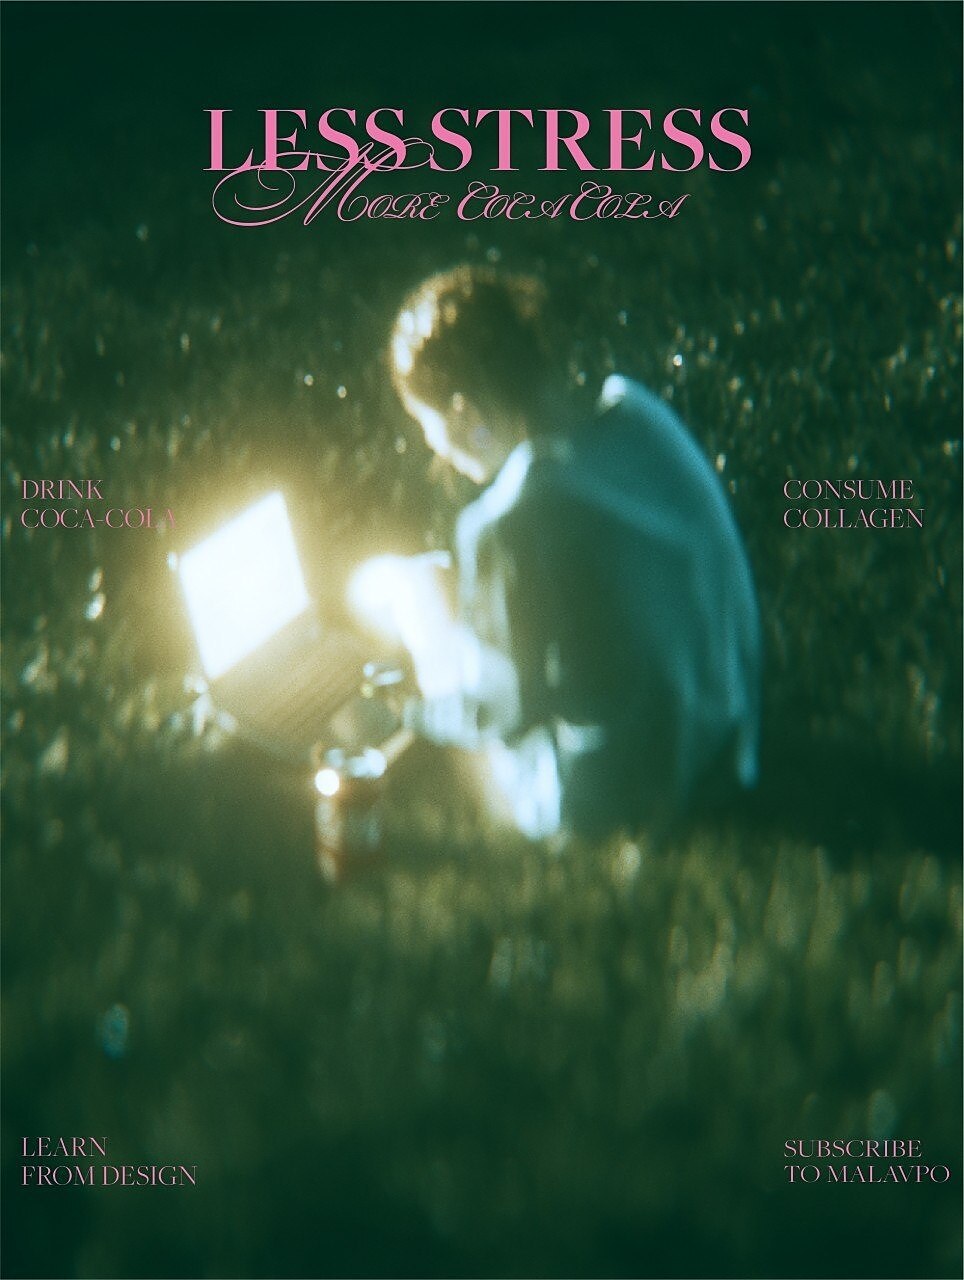 LESS STRESS
MORE COCA COLA
DRINK
COCA-COLA
CONSUME
COLLAGEN
LEARN
FROM DESIGN
SUBSCRIBE
TO MALAVPO